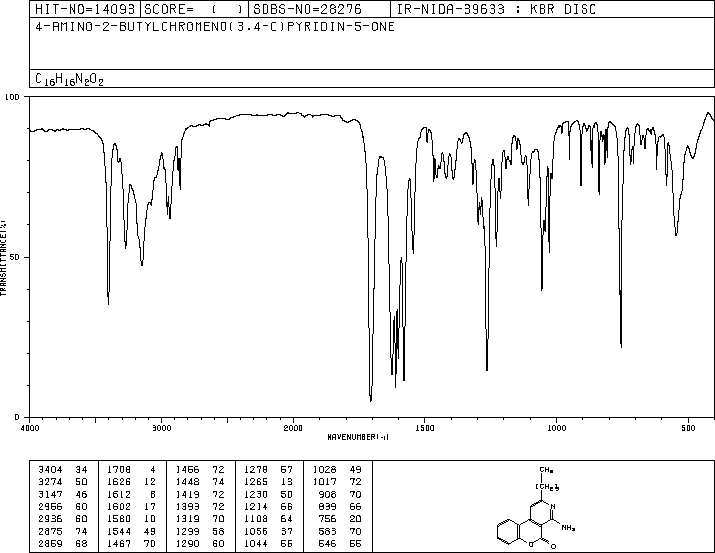 HIT-NO=14093 SCORE= ( ) SDBS-NO=28276 IR-NIDA-39633 : KBR DISC
4-AMINO-2-BUTYLCHROMENO(3,4-C)PYRIDIN-5-ONE
C16H16N2O2
100
50
0
TRANSMITTANCE(%)
4000 3000 2000 1500 1000 500
WAVENUMBER(-1)
3404 34 1708 4 1456 72 1278 57 1028 49
3274 50 1626 12 1448 74 1265 13 1017 72
3147 46 1612 8 1419 72 1230 50 908 70
2956 60 1602 17 1393 72 1214 66 839 66
2936 60 1580 10 1319 70 1108 64 756 20
2875 74 1544 49 1299 58 1056 37 583 70
2859 68 1467 70 1290 60 1044 55 546 55
CH3
(CH2)3
N
NH2
O O